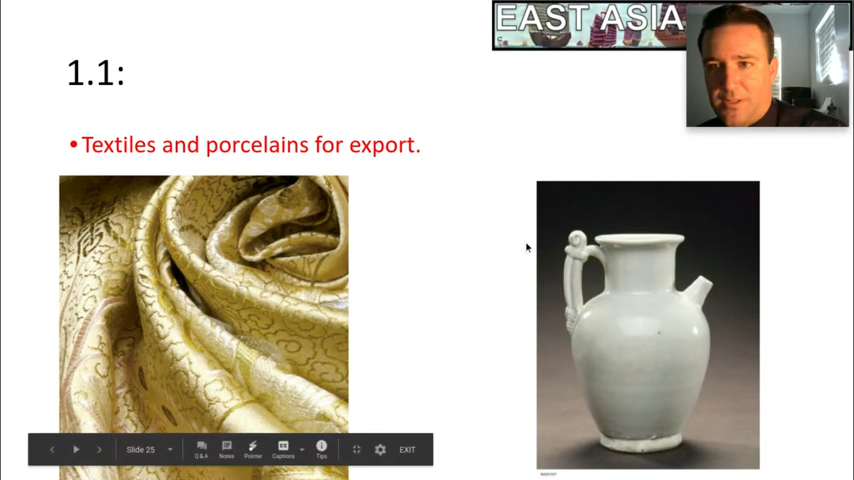 EAST ASIA
1.1:
• Textiles and porcelains for export.
Slide 25
Q & A
Notes
Pointer
Captions
Tips
EXIT